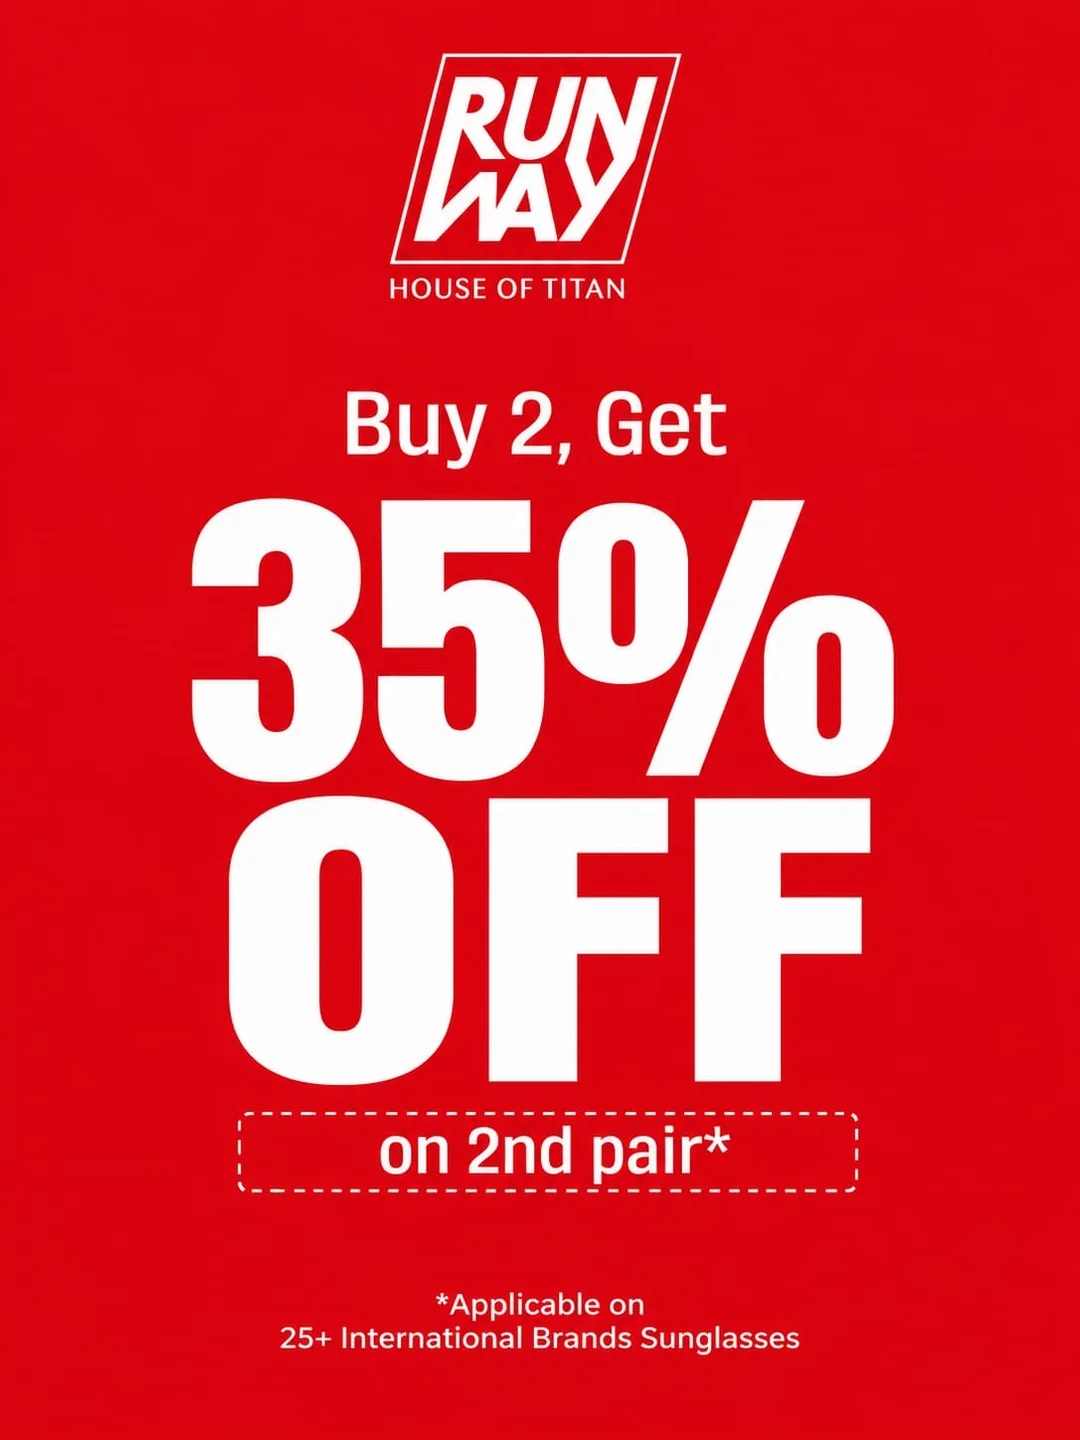 RUN
WAY
HOUSE OF TITAN
Buy 2, Get
35%
OFF
on 2nd pair*
*Applicable on
25+ International Brands Sunglasses